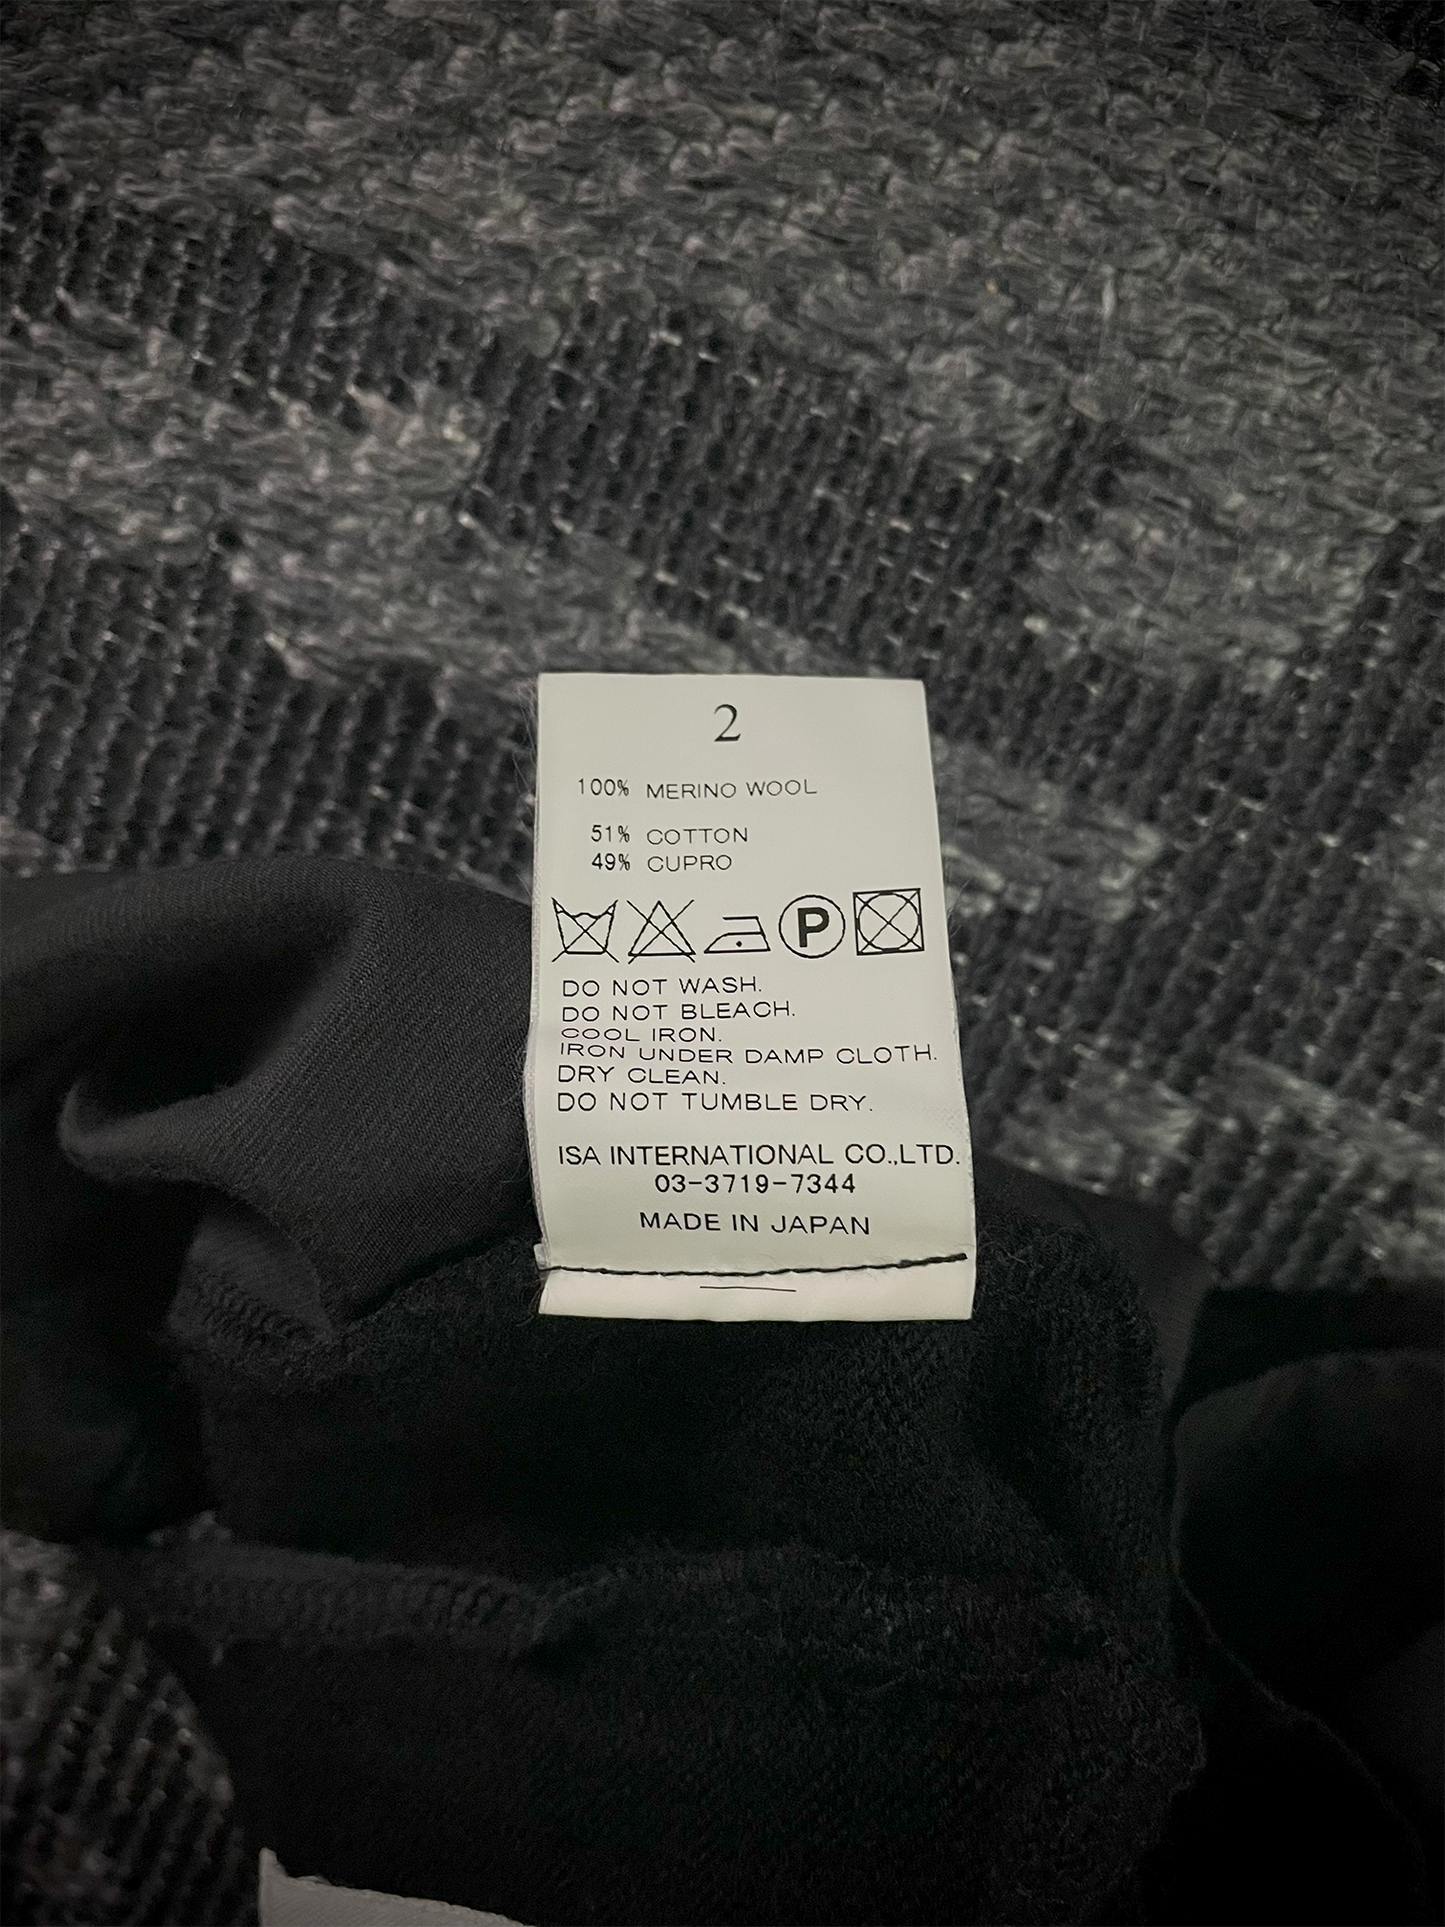 2
100% MERINO WOOL
51% COTTON
49% CUPRO
P
DO NOT WASH.
DO NOT BLEACH.
COOL IRON.
IRON UNDER DAMP CLOTH.
DRY CLEAN.
DO NOT TUMBLE DRY.
ISA INTERNATIONAL CO.,LTD.
03-3719-7344
MADE IN JAPAN